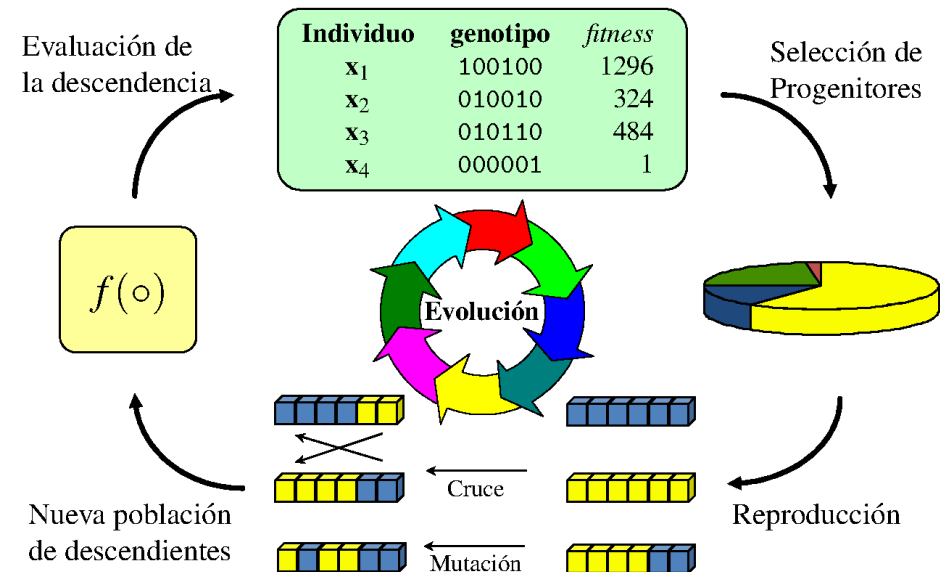 Evaluación de
la descendencia
Individuo genotipo fitness
x1 100100 1296
x2 010010 324
x3 010110 484
x4 000001 1
Selección de
Progenitores
f(∘)
Evolución
Cruce
Mutación
Reproducción
Nueva población
de descendientes